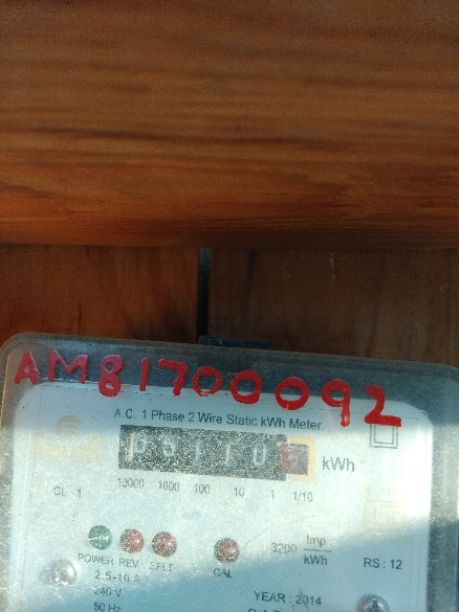 AM81700092
A.C. 1 Phase 2 Wire Static kWh Meter.
kWh
CL 1 10000 1000 100 10 1 1/10
POWER REV EFLT CAL 3200 Imp/kWh RS : 12
2.5-10 A
240 V YEAR : 2014
50 Hz